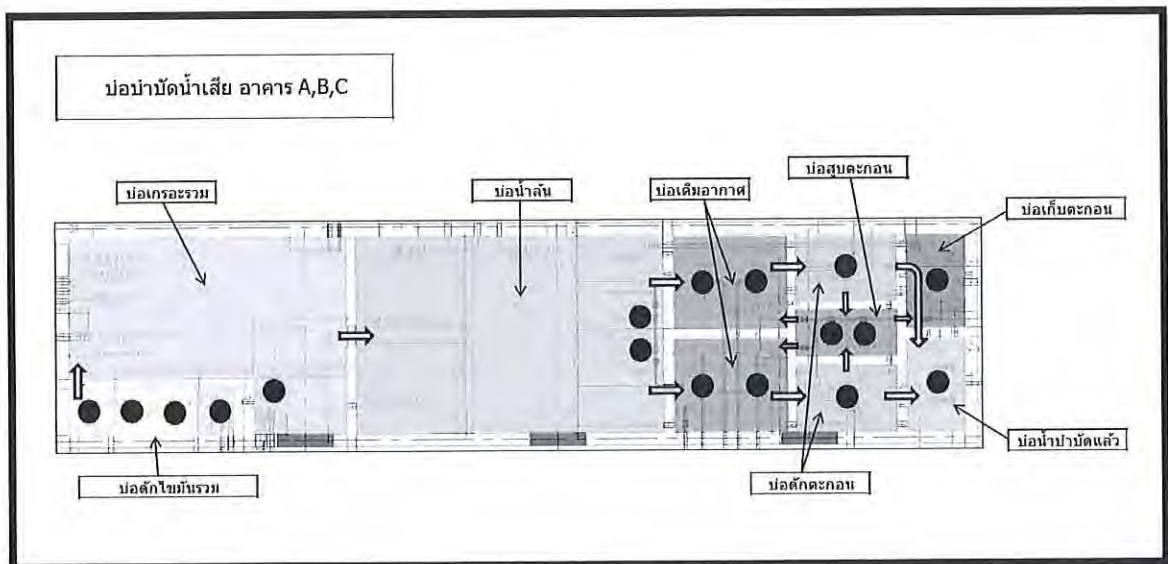 บ่อบำบัดน้ำเสีย อาคาร A,B,C
บ่อสูบตะกอน
บ่อเกรอะรวม
บ่อน้ำล้น
บ่อเติมอากาศ
บ่อเก็บตะกอน
บ่อน้ำบำบัดแล้ว
บ่อดักไขมันรวม
บ่อดักตะกอน